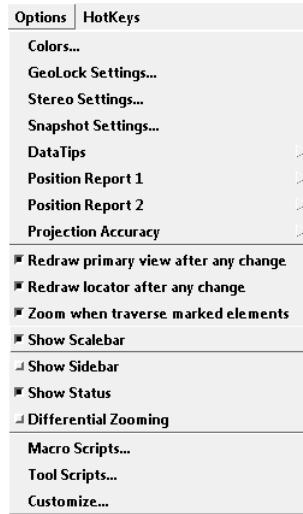 Options HotKeys
Colors...
GeoLock Settings...
Stereo Settings...
Snapshot Settings...
DataTips
Position Report 1
Position Report 2
Projection Accuracy
Redraw primary view after any change
Redraw locator after any change
Zoom when traverse marked elements
Show Scalebar
Show Sidebar
Show Status
Differential Zooming
Macro Scripts...
Tool Scripts...
Customize...